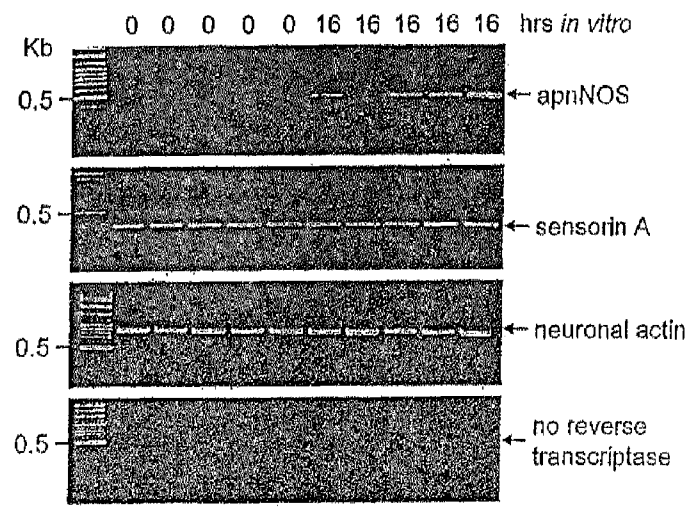 0 0 0 0 0 16 16 16 16 16 hrs in vitro
Kb
0.5 apnNOS
0.5 sensorin A
0.5 neuronal actin
0.5 no reverse
transcriptase